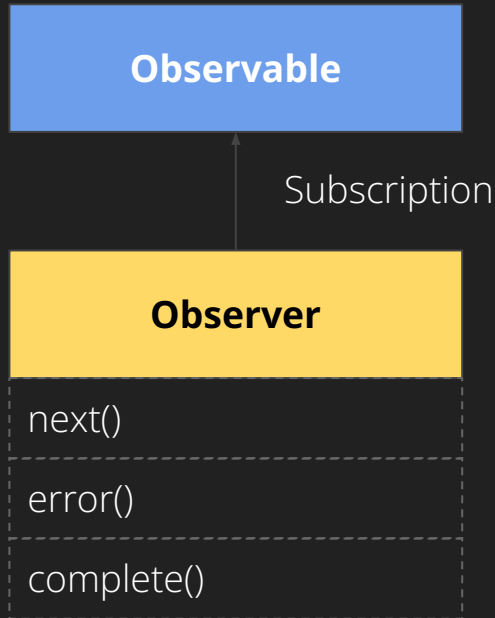 Observable
Subscription
Observer
next()
error()
complete()